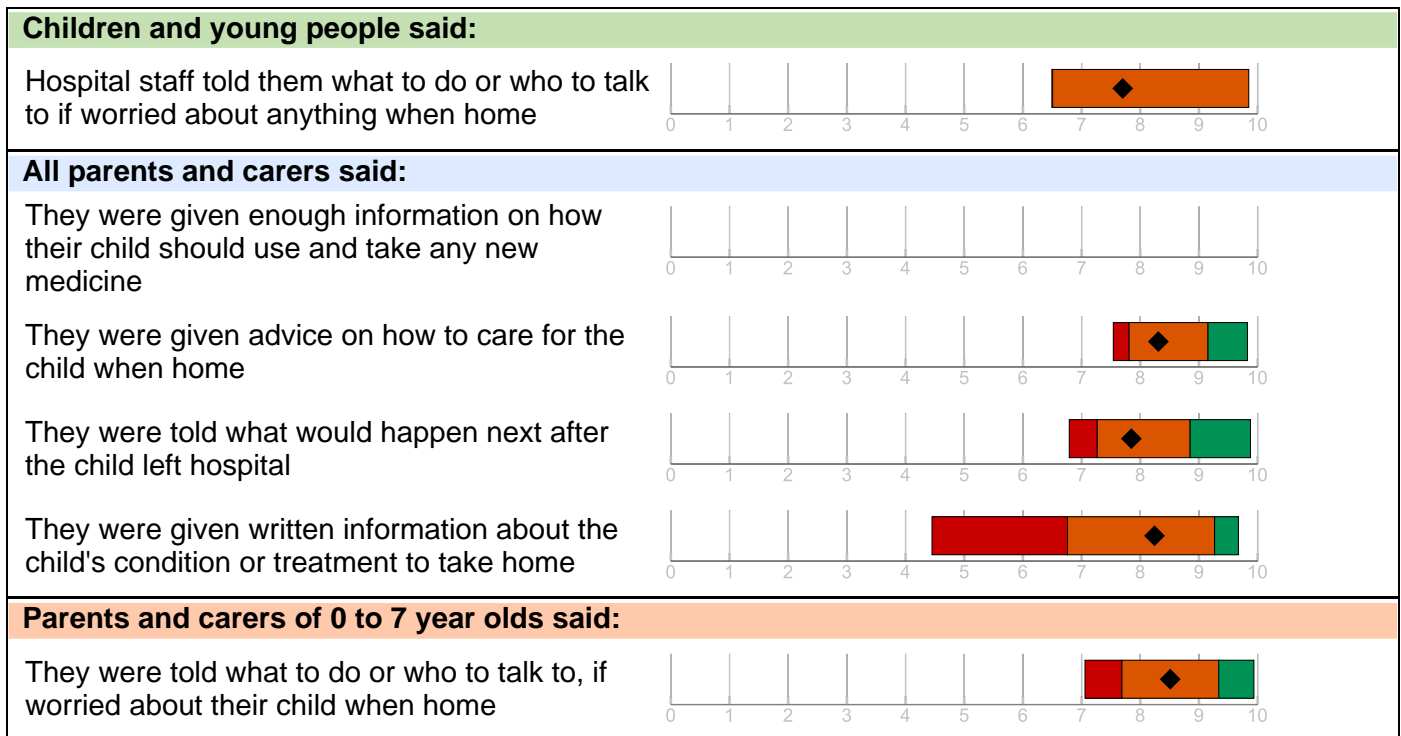 Children and young people said:
Hospital staff told them what to do or who to talk
to if worried about anything when home
0 1 2 3 4 5 6 7 8 9 10
All parents and carers said:
They were given enough information on how
their child should use and take any new
medicine
0 1 2 3 4 5 6 7 8 9 10
They were given advice on how to care for the
child when home
0 1 2 3 4 5 6 7 8 9 10
They were told what would happen next after
the child left hospital
0 1 2 3 4 5 6 7 8 9 10
They were given written information about the
child's condition or treatment to take home
0 1 2 3 4 5 6 7 8 9 10
Parents and carers of 0 to 7 year olds said:
They were told what to do or who to talk to, if
worried about their child when home
0 1 2 3 4 5 6 7 8 9 10